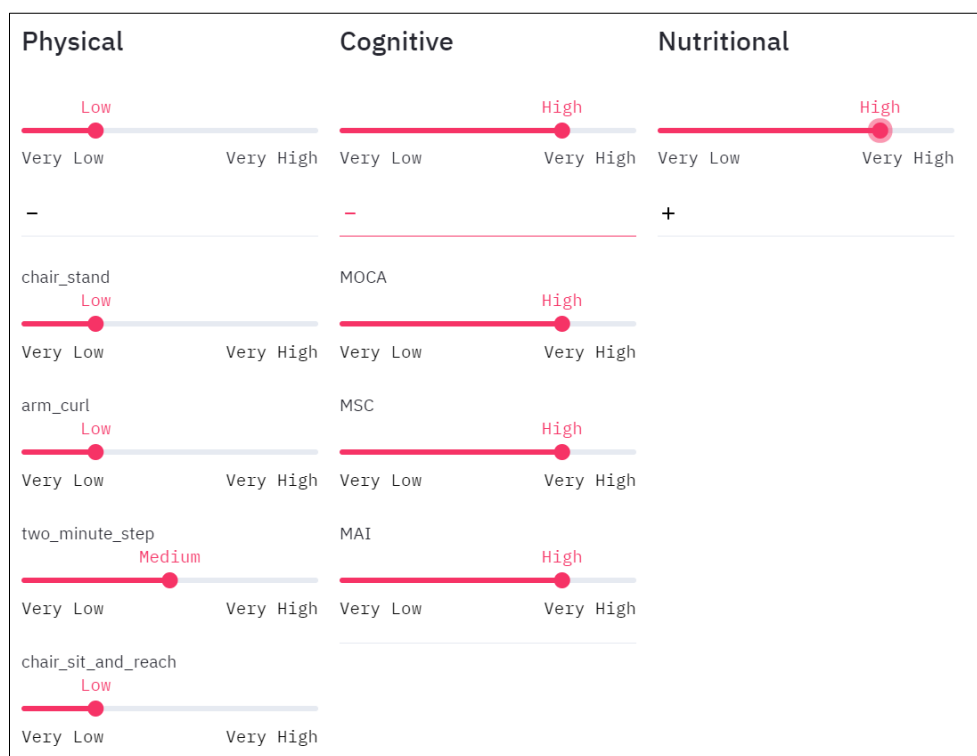 Physical
Low
Very Low Very High
-
chair_stand
Low
Very Low Very High
arm_curl
Low
Very Low Very High
two_minute_step
Medium
Very Low Very High
chair_sit_and_reach
Low
Very Low Very High
Cognitive
High
Very Low Very High
-
MOCA
High
Very Low Very High
MSC
High
Very Low Very High
MAI
High
Very Low Very High
Nutritional
High
Very Low Very High
+